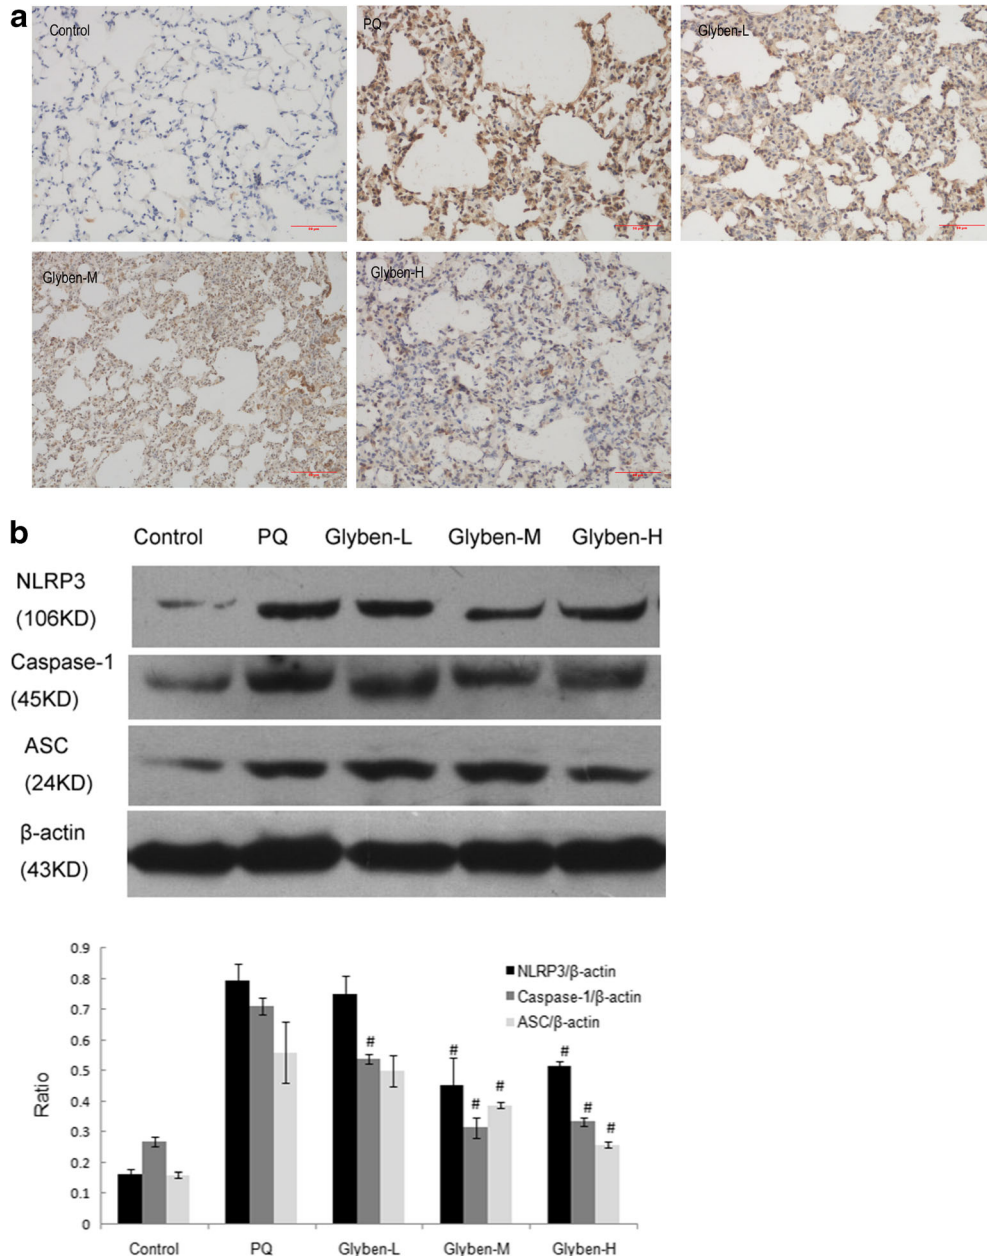 a
Control
PQ
Glyben-L
Glyben-M
Glyben-H
b
Control PQ Glyben-L Glyben-M Glyben-H
NLRP3
(106KD)
Caspase-1
(45KD)
ASC
(24KD)
β-actin
(43KD)
0.9
0.8
0.7
0.6
0.5
0.4
0.3
0.2
0.1
0
Ratio
NLRP3/β-actin
Caspase-1/β-actin
ASC/β-actin
#
# # #
# # #
Control PQ Glyben-L Glyben-M Glyben-H